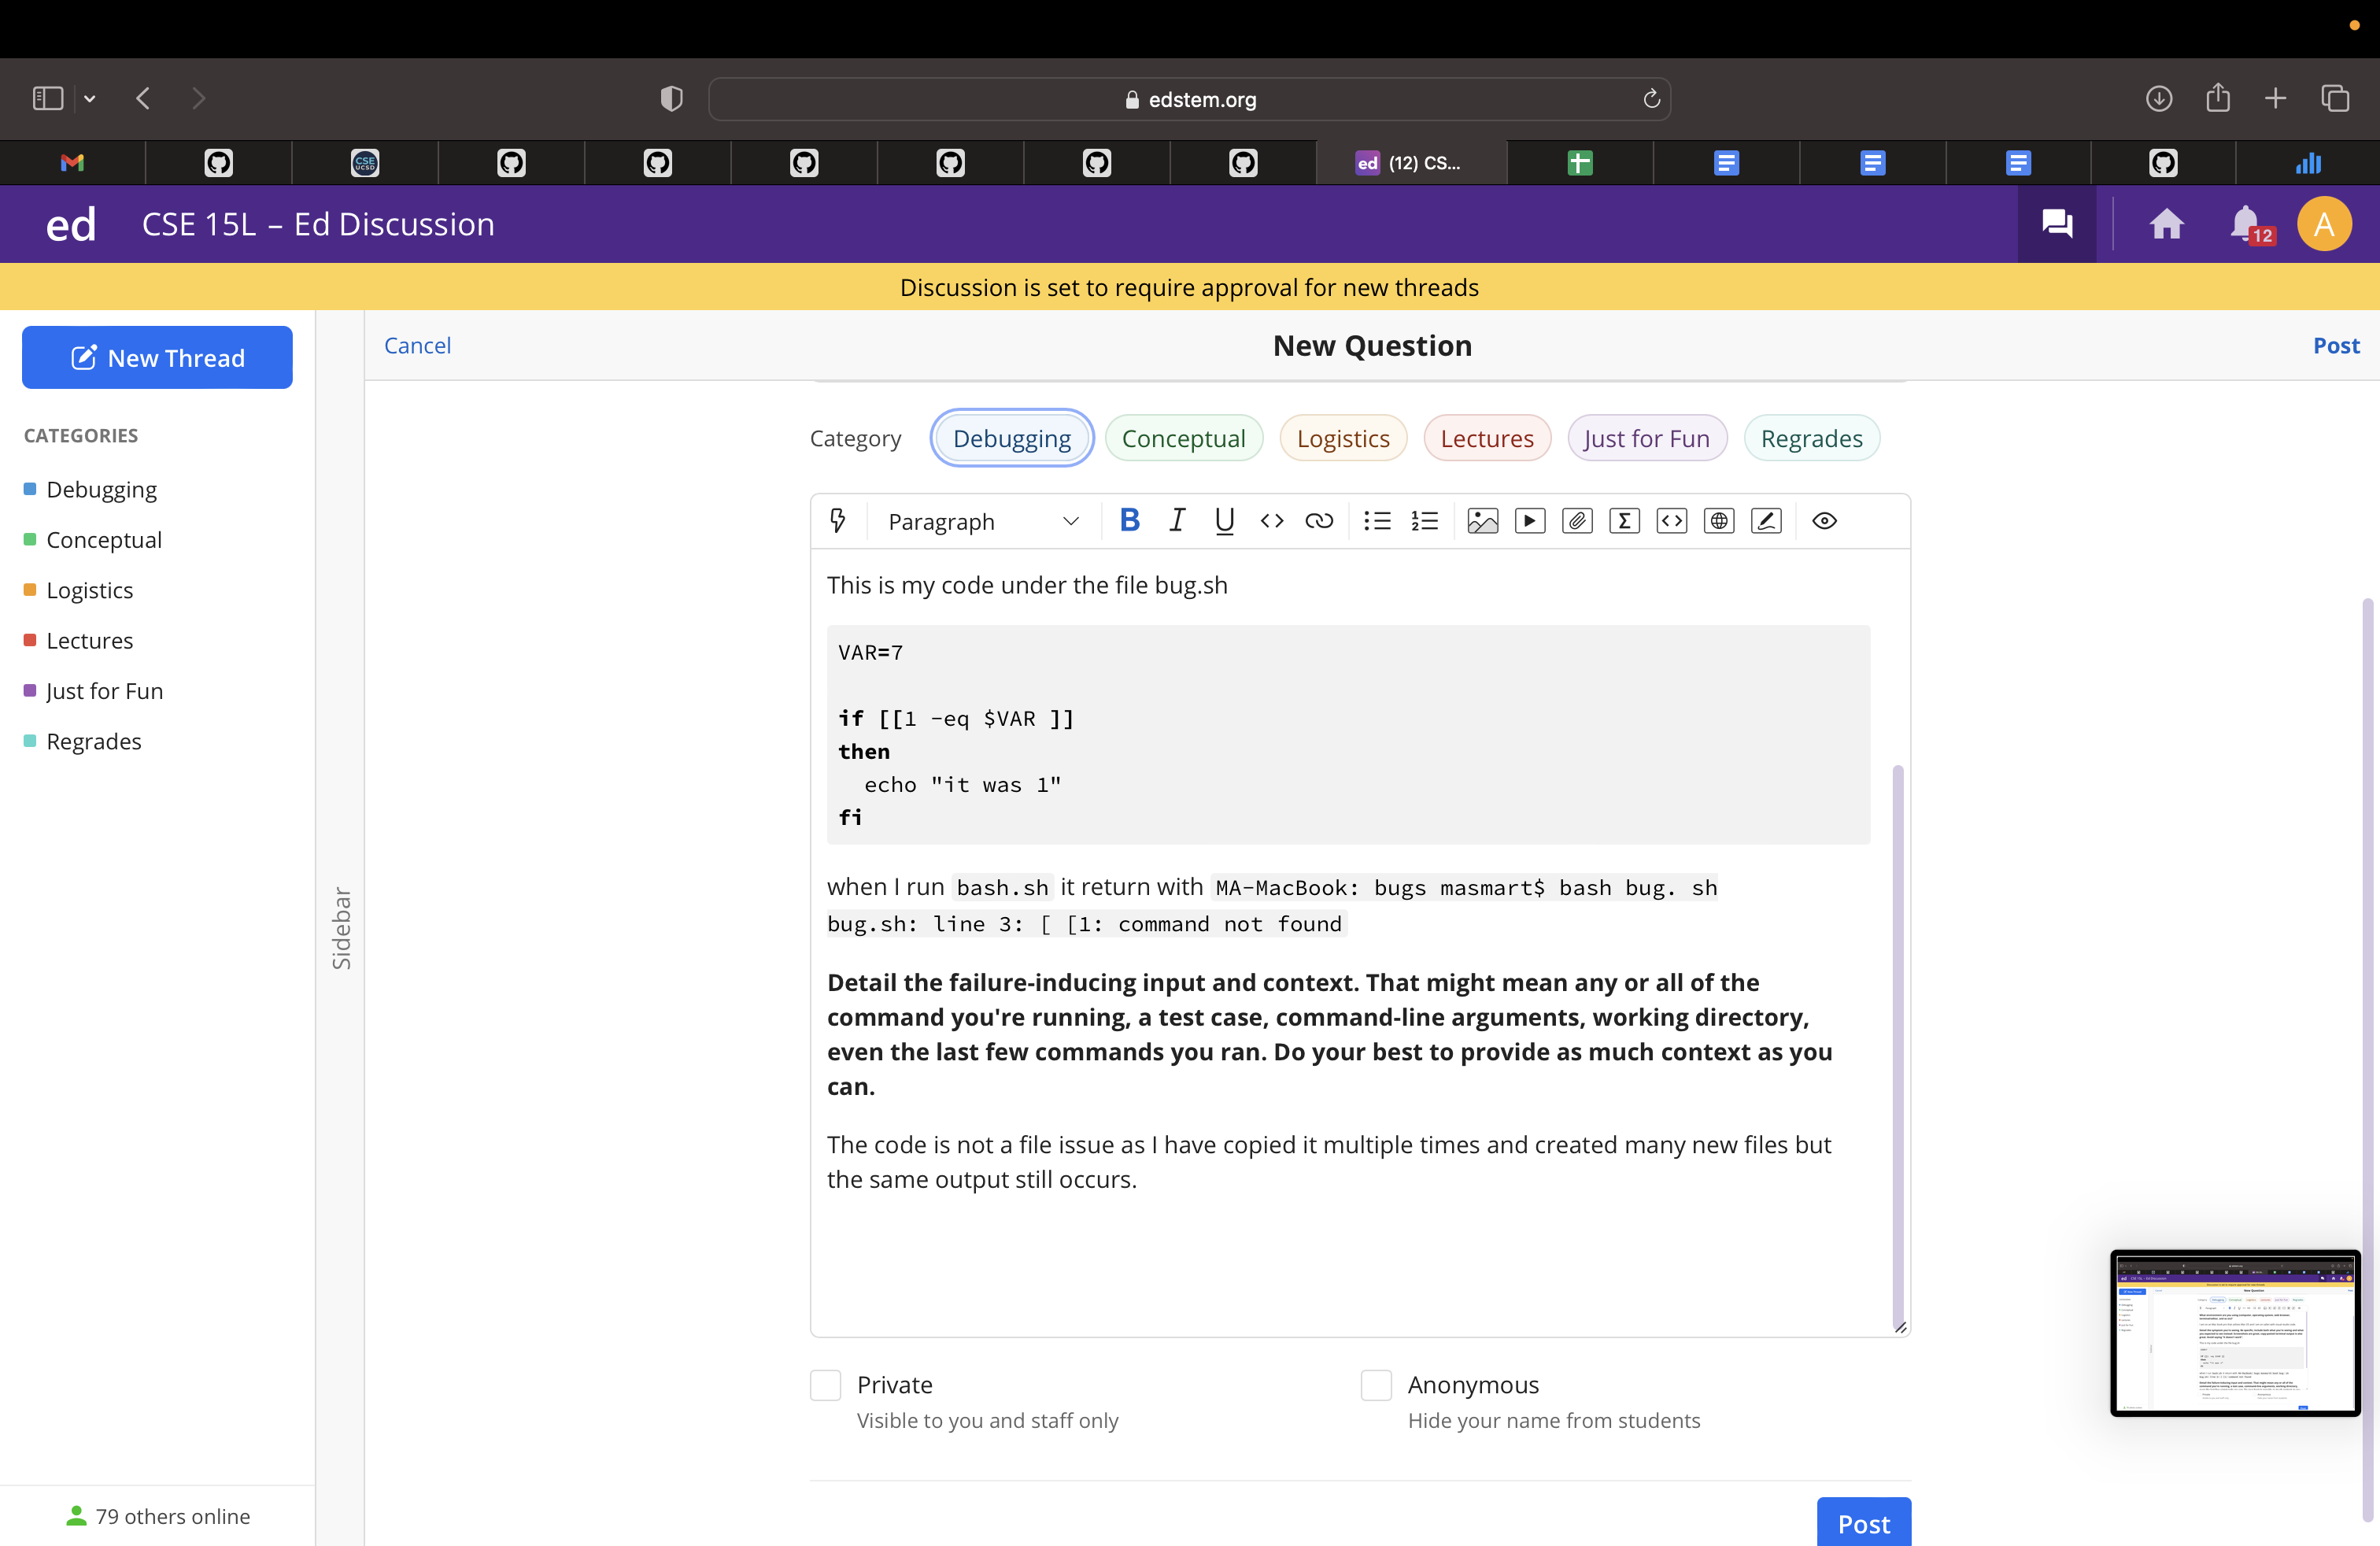 edstem.org
CSE UCSD
ed (12) CS...
ed CSE 15L – Ed Discussion
12
A
Discussion is set to require approval for new threads
New Thread
Cancel
New Question
Post
CATEGORIES
Debugging
Conceptual
Logistics
Lectures
Just for Fun
Regrades
Sidebar
Category Debugging Conceptual Logistics Lectures Just for Fun Regrades
Paragraph B I U
This is my code under the file bug.sh
VAR=7
if [[1 -eq $VAR ]]
then
echo "it was 1"
fi
when I run bash.sh it return with MA-MacBook: bugs masmart$ bash bug. sh
bug.sh: line 3: [ [1: command not found
Detail the failure-inducing input and context. That might mean any or all of the
command you're running, a test case, command-line arguments, working directory,
even the last few commands you ran. Do your best to provide as much context as you
can.
The code is not a file issue as I have copied it multiple times and created many new files but
the same output still occurs.
Private
Visible to you and staff only
Anonymous
Hide your name from students
79 others online
Post